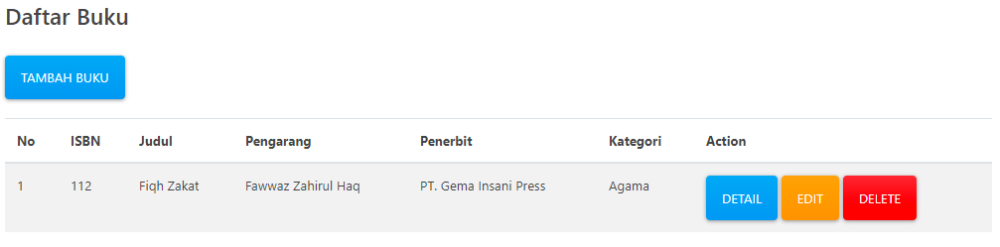 Daftar Buku
TAMBAH BUKU
No ISBN Judul Pengarang Penerbit Kategori Action
1 112 Fiqh Zakat Fawwaz Zahirul Haq PT. Gema Insani Press Agama DETAIL EDIT DELETE